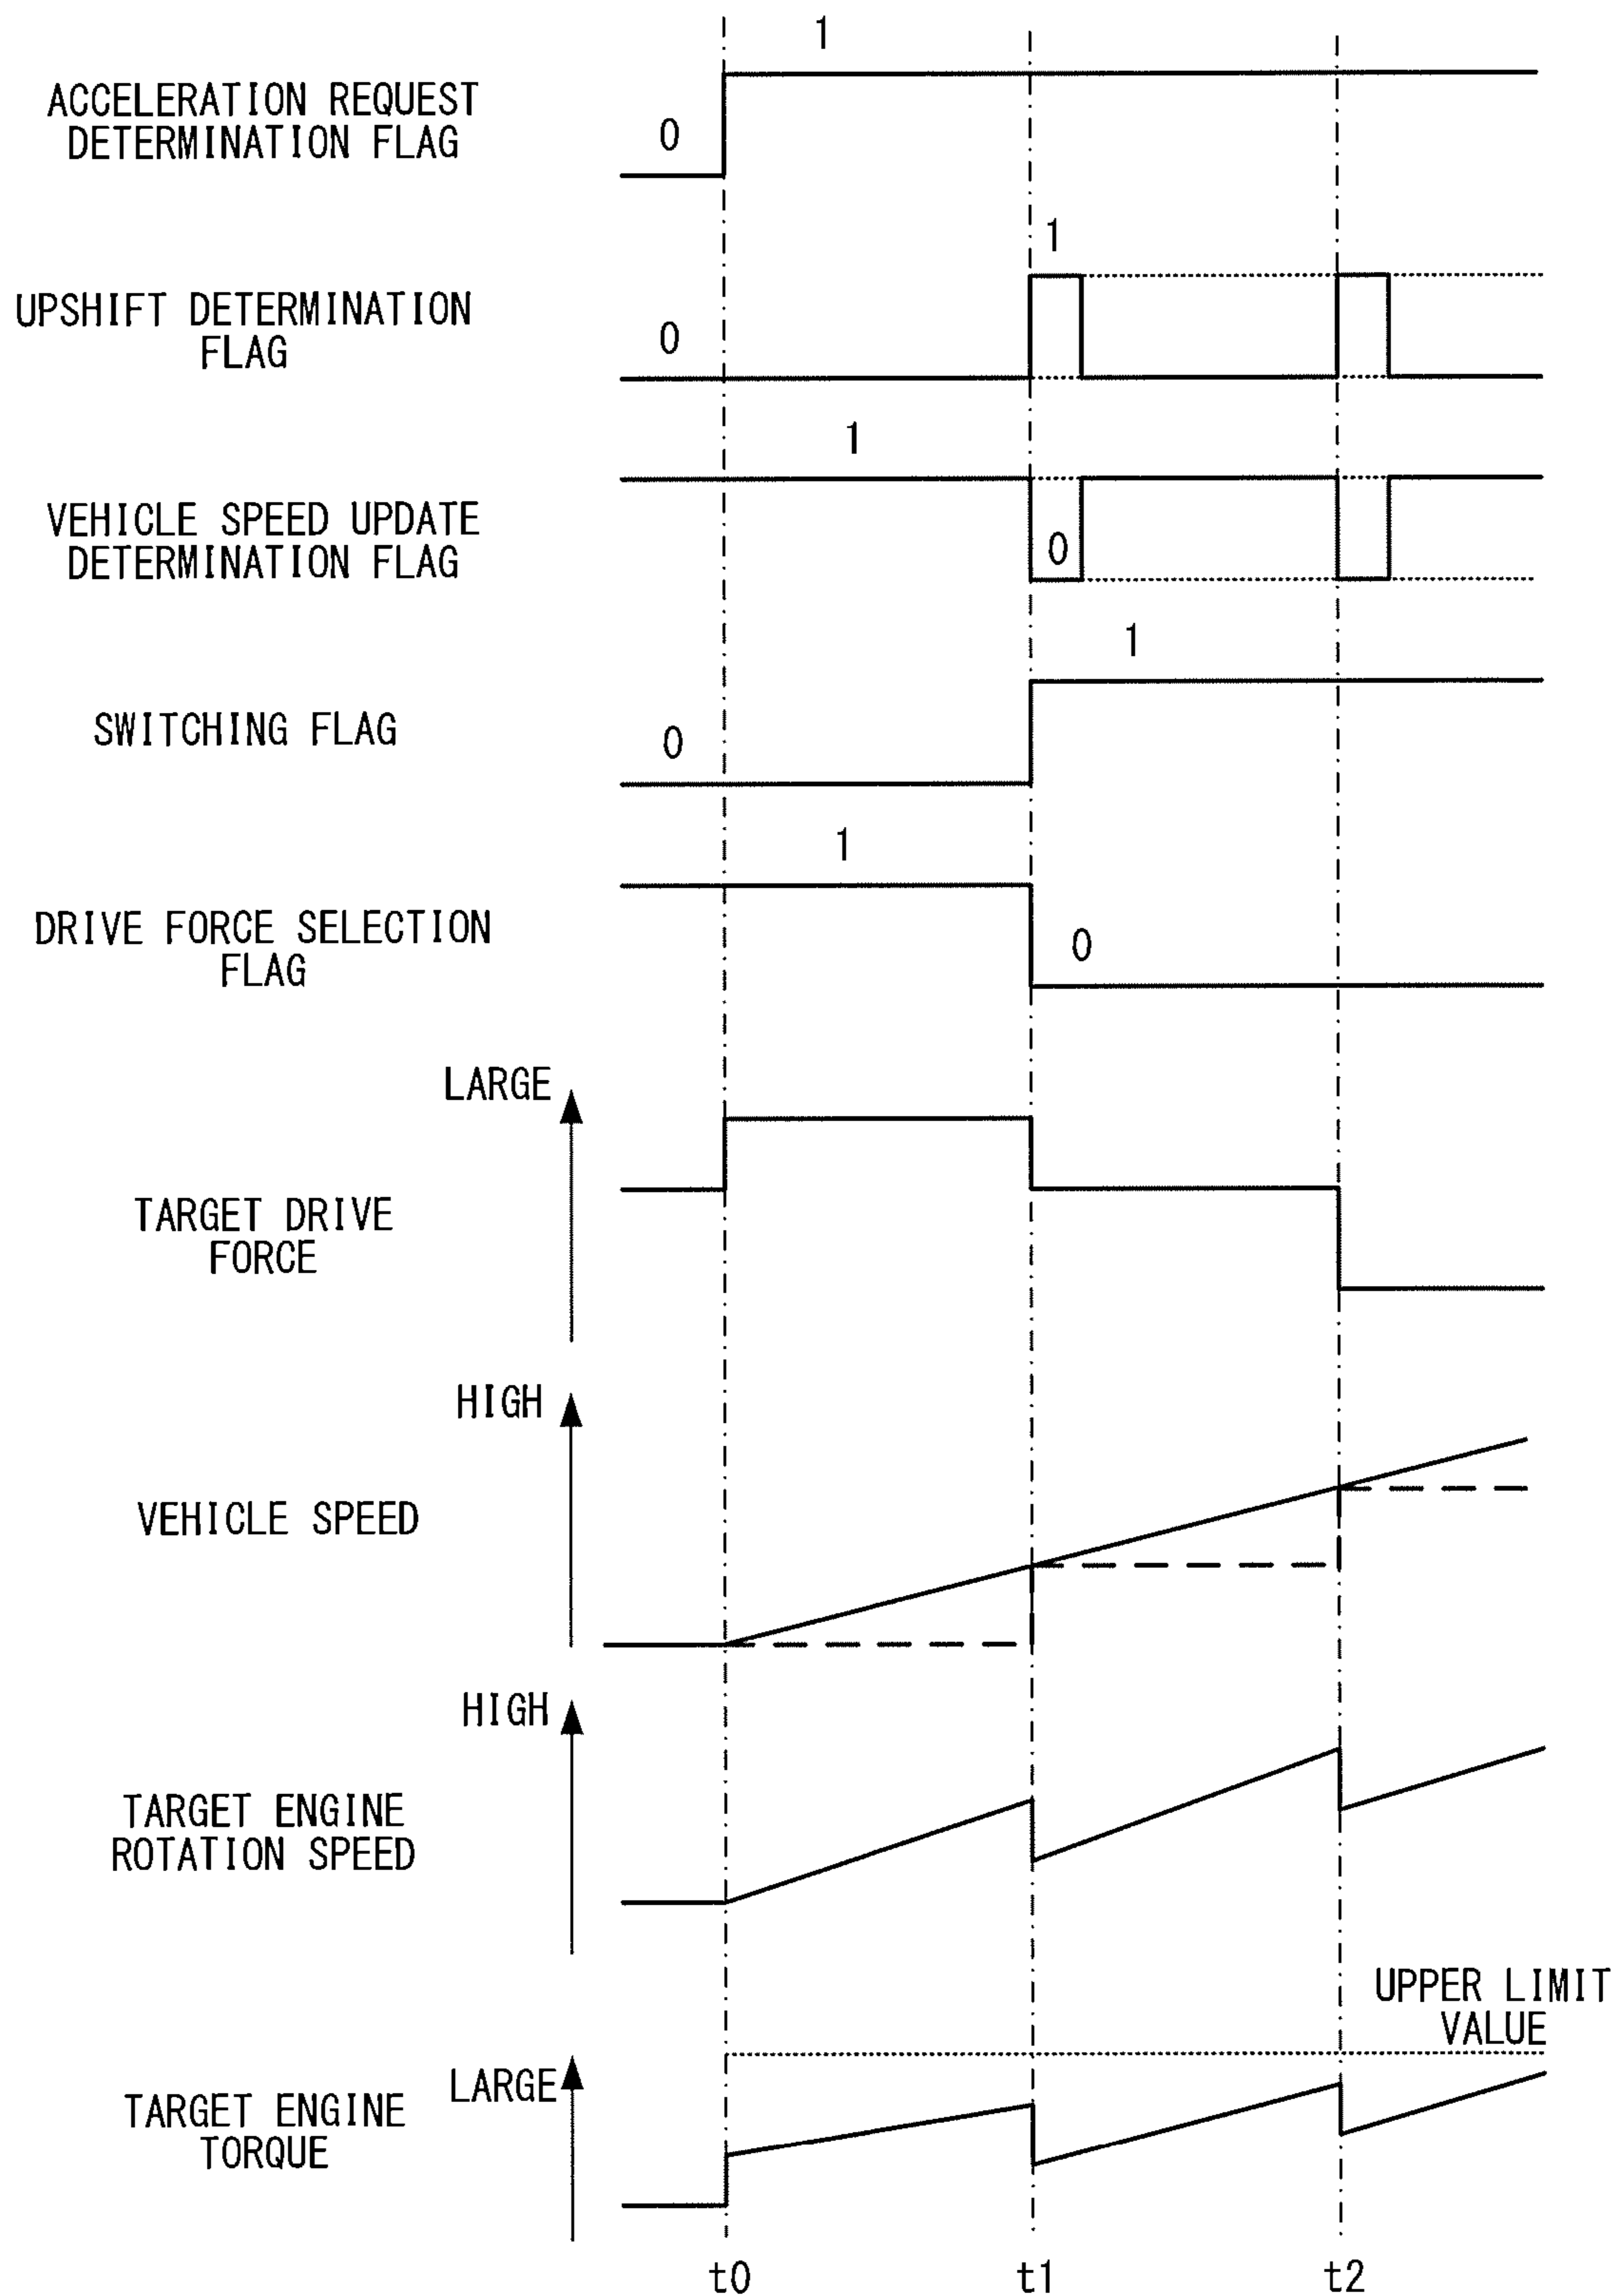 1
ACCELERATION REQUEST
DETERMINATION FLAG
0
1
UPSHIFT DETERMINATION
FLAG
0
1
VEHICLE SPEED UPDATE
DETERMINATION FLAG
0
1
SWITCHING FLAG
0
1
DRIVE FORCE SELECTION
FLAG
0
LARGE
TARGET DRIVE
FORCE
HIGH
VEHICLE SPEED
HIGH
TARGET ENGINE
ROTATION SPEED
UPPER LIMIT
VALUE
LARGE
TARGET ENGINE
TORQUE
t0 t1 t2